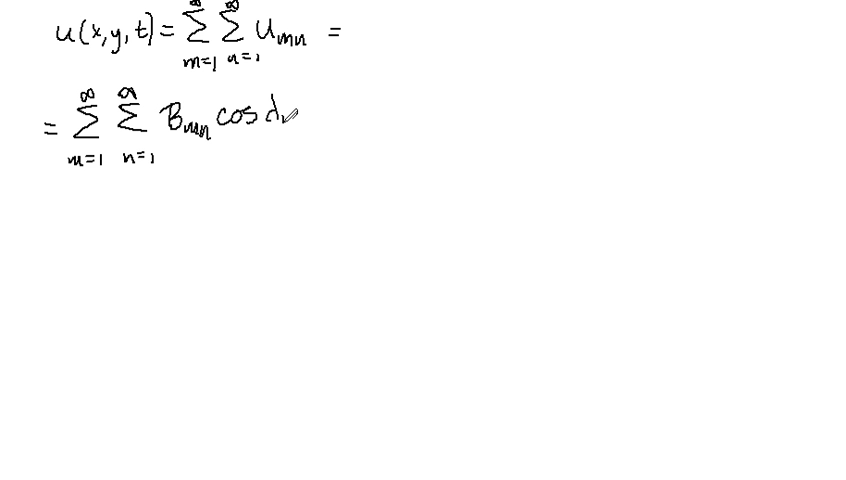 u(x,y,t) = ∑_{m=1}^{∞} ∑_{n=1}^{∞} u_{mn} =
= ∑_{m=1}^{∞} ∑_{n=1}^{∞} B_{mn} cos λ